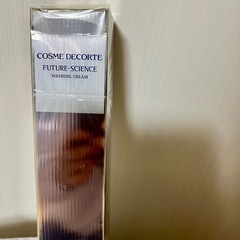 COSME DECORTE
FUTURE-SCIENCE
WASHING CREAM